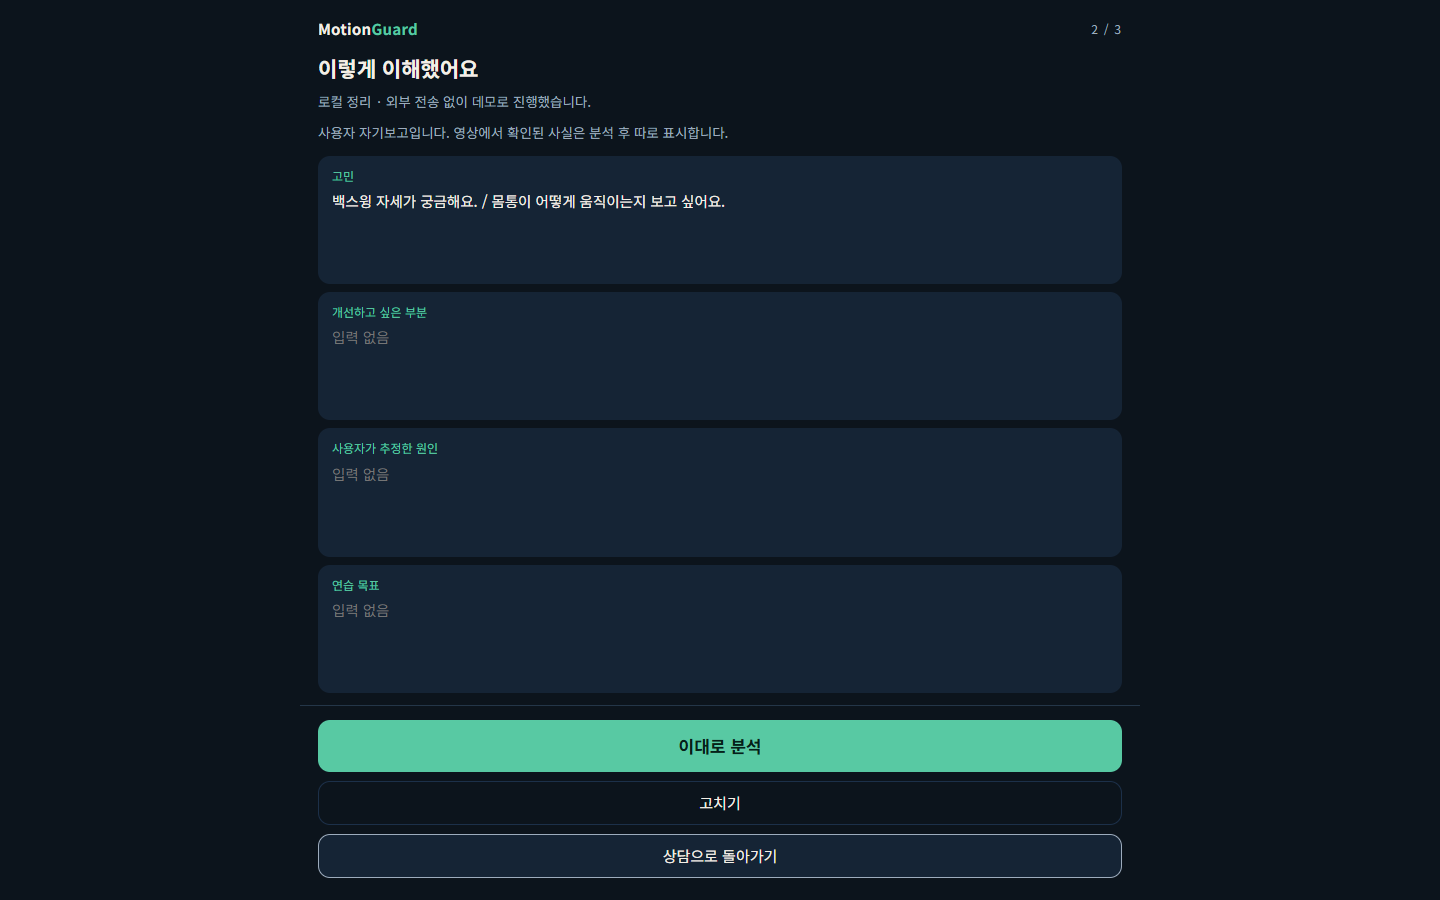 MotionGuard
2 / 3
이렇게 이해했어요
로컬 정리 · 외부 전송 없이 데모로 진행했습니다.
사용자 자기보고입니다. 영상에서 확인된 사실은 분석 후 따로 표시합니다.
고민
백스윙 자세가 궁금해요. / 몸통이 어떻게 움직이는지 보고 싶어요.
개선하고 싶은 부분
입력 없음
사용자가 추정한 원인
입력 없음
연습 목표
입력 없음
이대로 분석
고치기
상담으로 돌아가기